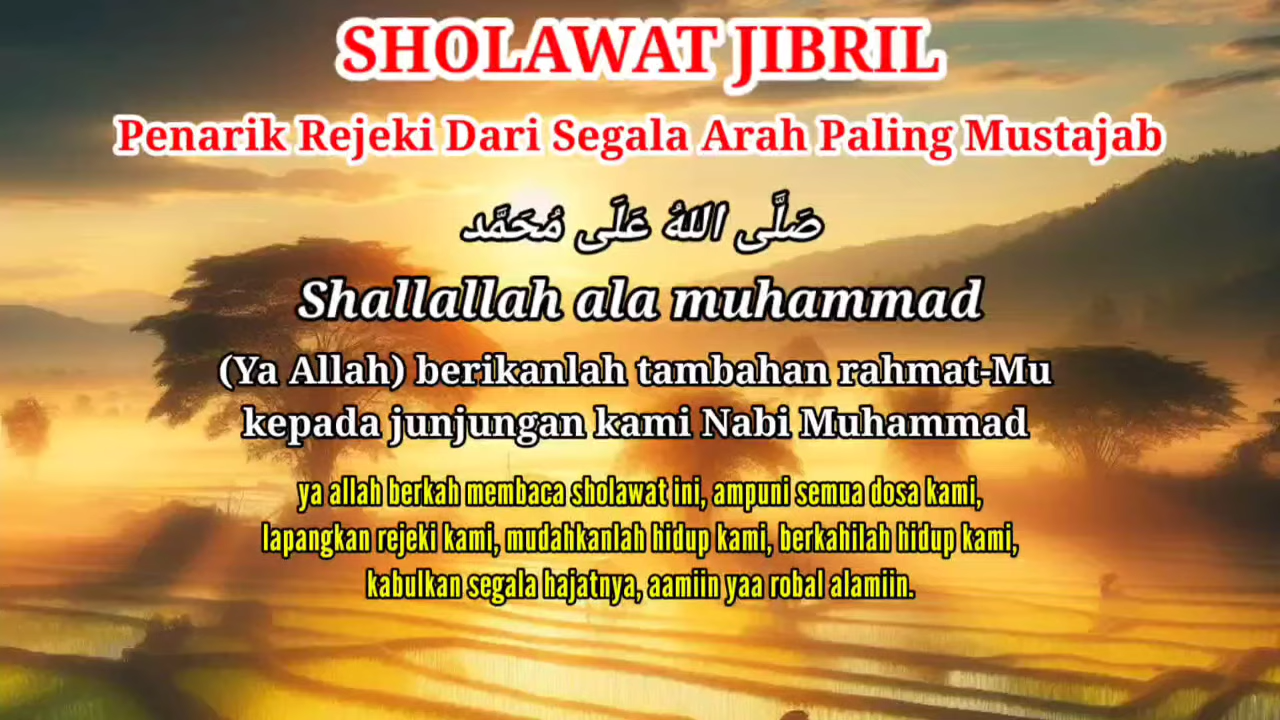 SHOLAWAT JIBRIL
Penarik Rejeki Dari Segala Arah Paling Mustajab
صَلَّى اللهُ عَلَى مُحَمَّد
Shallallah ala muhammad
(Ya Allah) berikanlah tambahan rahmat-Mu
kepada junjungan kami Nabi Muhammad
ya allah berkah membaca sholawat ini, ampuni semua dosa kami,
lapangkan rejeki kami, mudahkanlah hidup kami, berkahilah hidup kami,
kabulkan segala hajatnya, aamiin yaa robal alamiin.